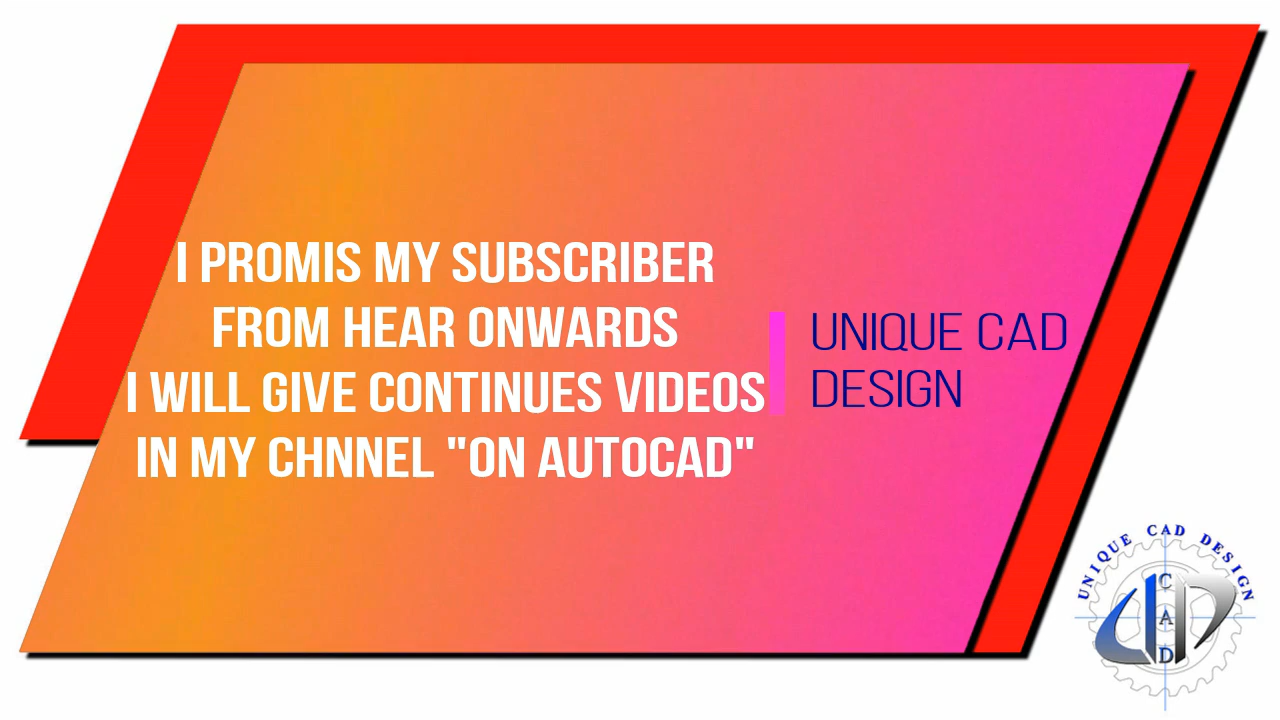 I PROMIS MY SUBSCRIBER
FROM HEAR ONWARDS
I WILL GIVE CONTINUES VIDEOS
IN MY CHNNEL "ON AUTOCAD"
UNIQUE CAD
DESIGN
UNIQUE CAD DESIGN
C
A
D